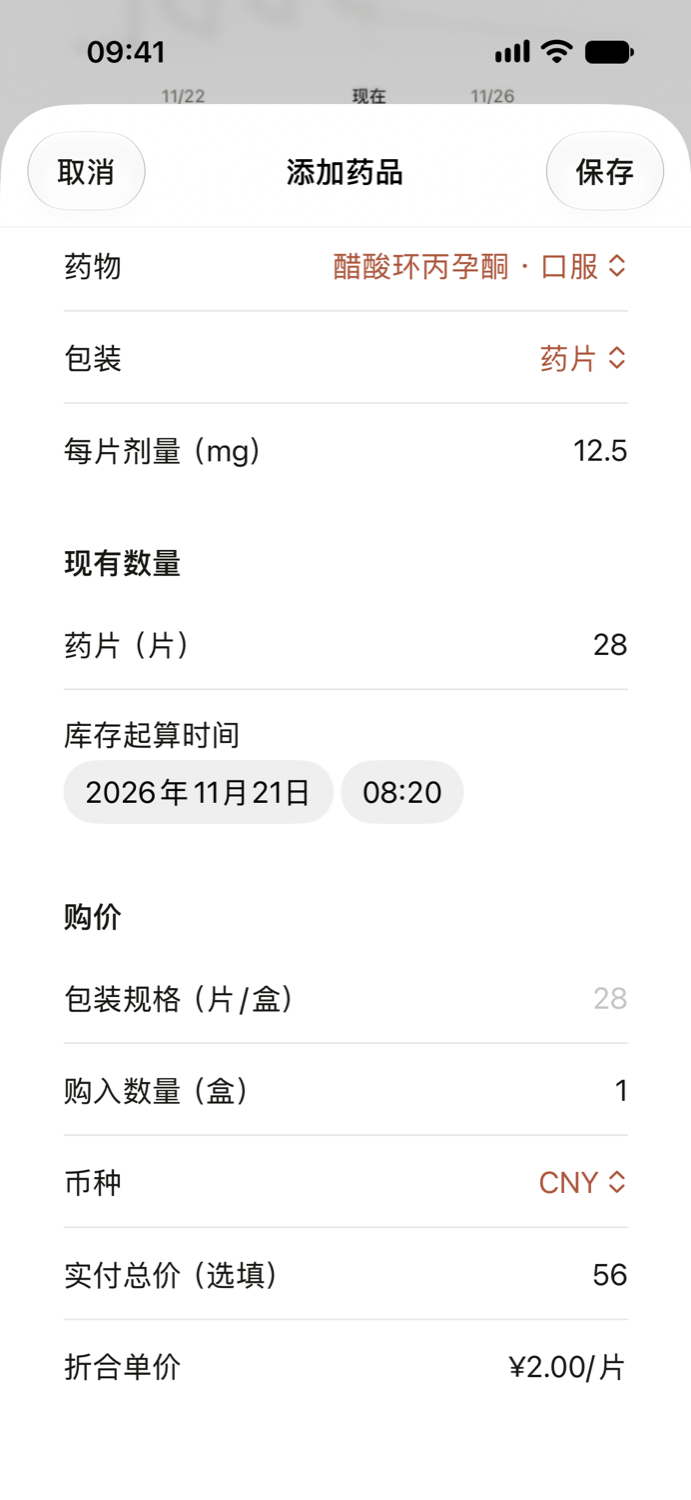 09:41
11/22 现在 11/26
取消 添加药品 保存
药物 醋酸环丙孕酮 · 口服
包装 药片
每片剂量（mg） 12.5
现有数量
药片（片） 28
库存起算时间
2026年11月21日 08:20
购价
包装规格（片/盒） 28
购入数量（盒） 1
币种 CNY
实付总价（选填） 56
折合单价 ¥2.00/片